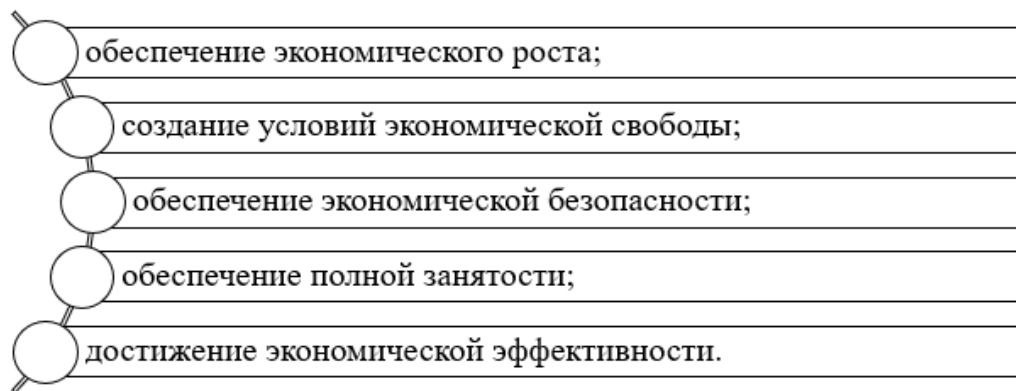 обеспечение экономического роста;
создание условий экономической свободы;
обеспечение экономической безопасности;
обеспечение полной занятости;
достижение экономической эффективности.